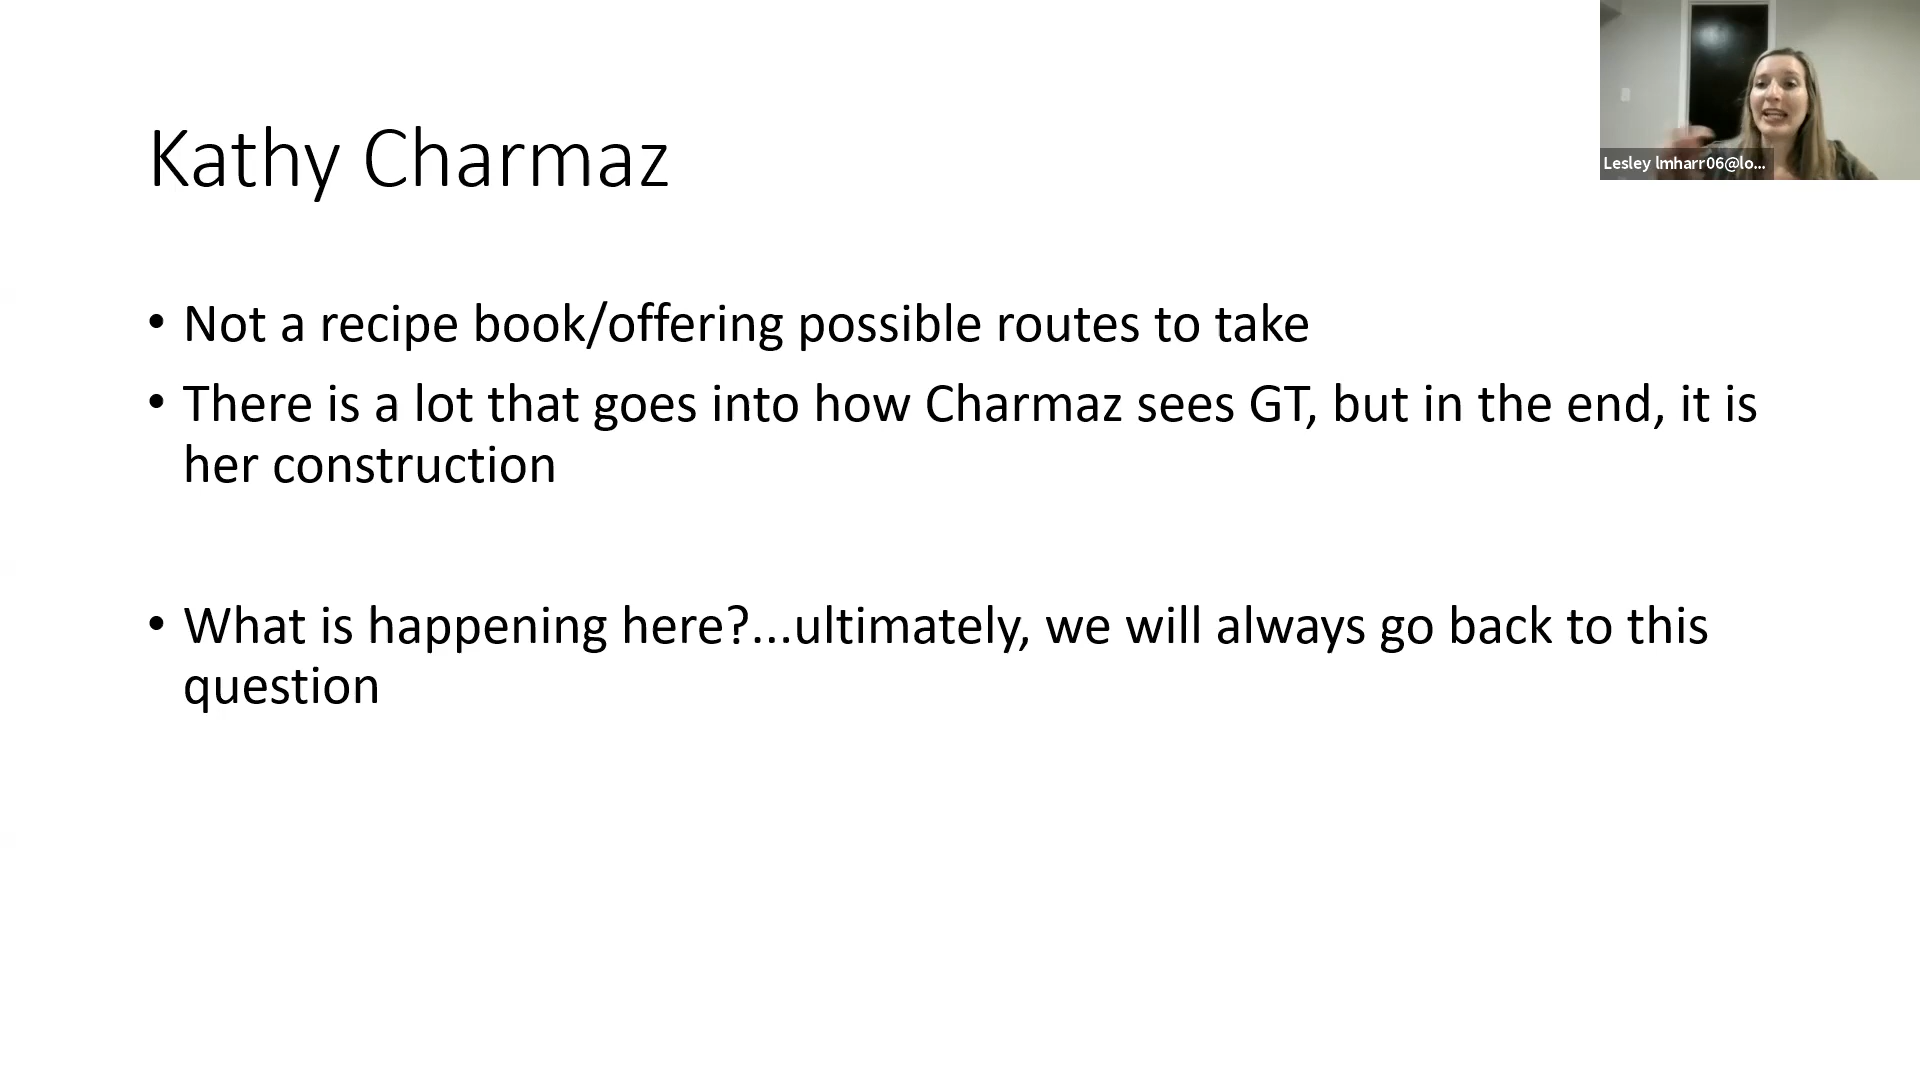 Kathy Charmaz
Lesley lmharr06@lo...
• Not a recipe book/offering possible routes to take
• There is a lot that goes into how Charmaz sees GT, but in the end, it is
her construction
• What is happening here?...ultimately, we will always go back to this
question